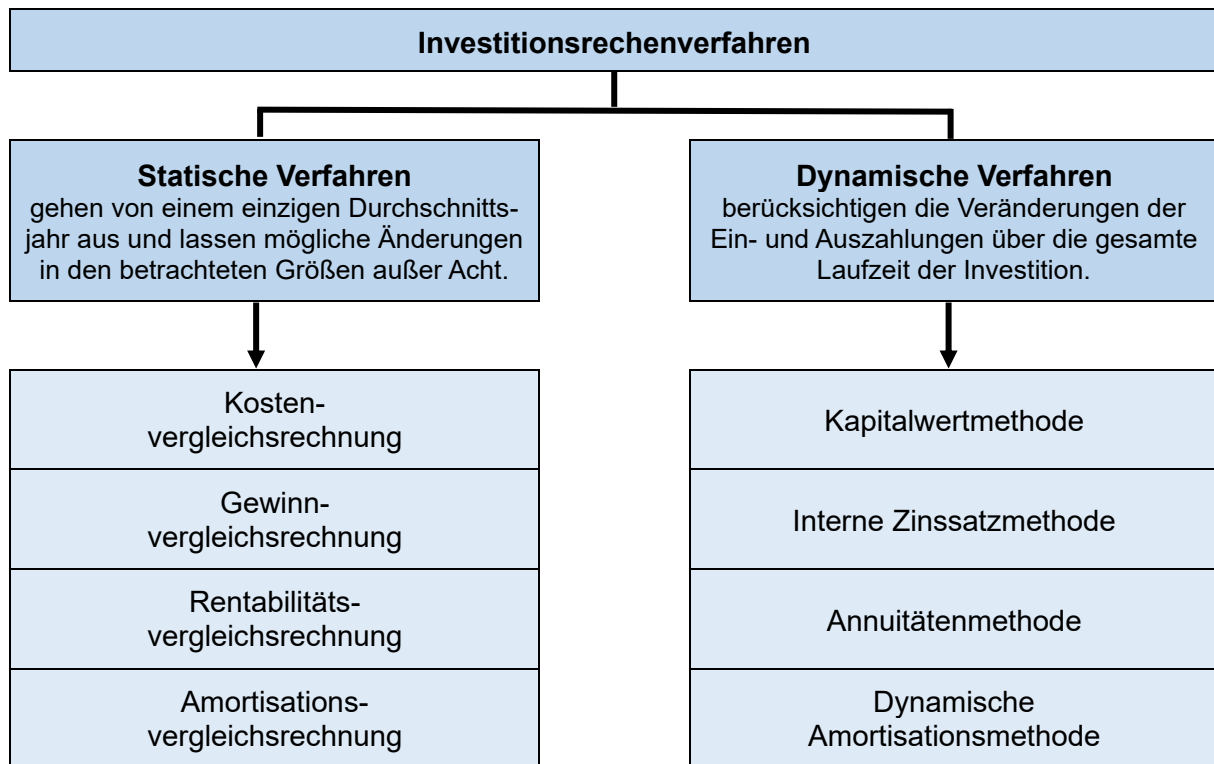 Investitionsrechenverfahren
Statische Verfahren
gehen von einem einzigen Durchschnitts-
jahr aus und lassen mögliche Änderungen
in den betrachteten Größen außer Acht.
Dynamische Verfahren
berücksichtigen die Veränderungen der
Ein- und Auszahlungen über die gesamte
Laufzeit der Investition.
Kosten-
vergleichsrechnung
Gewinn-
vergleichsrechnung
Rentabilitäts-
vergleichsrechnung
Amortisations-
vergleichsrechnung
Kapitalwertmethode
Interne Zinssatzmethode
Annuitätenmethode
Dynamische
Amortisationsmethode